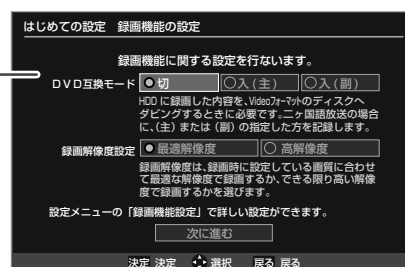 はじめての設定　録画機能の設定
録画機能に関する設定を行ないます。
ＤＶＤ互換モード ●切 ○入(主) ○入(副)
HDD に録画した内容を、Videoフォーマットのディスクへ
ダビングするときに必要です。二ヶ国語放送の場合
に、(主) または (副) の指定した方を記録します。
録画解像度設定 ●最適解像度 ○ 高解像度
録画解像度は、録画時に設定している画質に合わせ
て最適な解像度で録画するか、できる限り高い解像
度で録画するかを選びます。
設定メニューの「録画機能設定」で詳しい設定ができます。
次に進む
決定 決定 選択 戻る 戻る